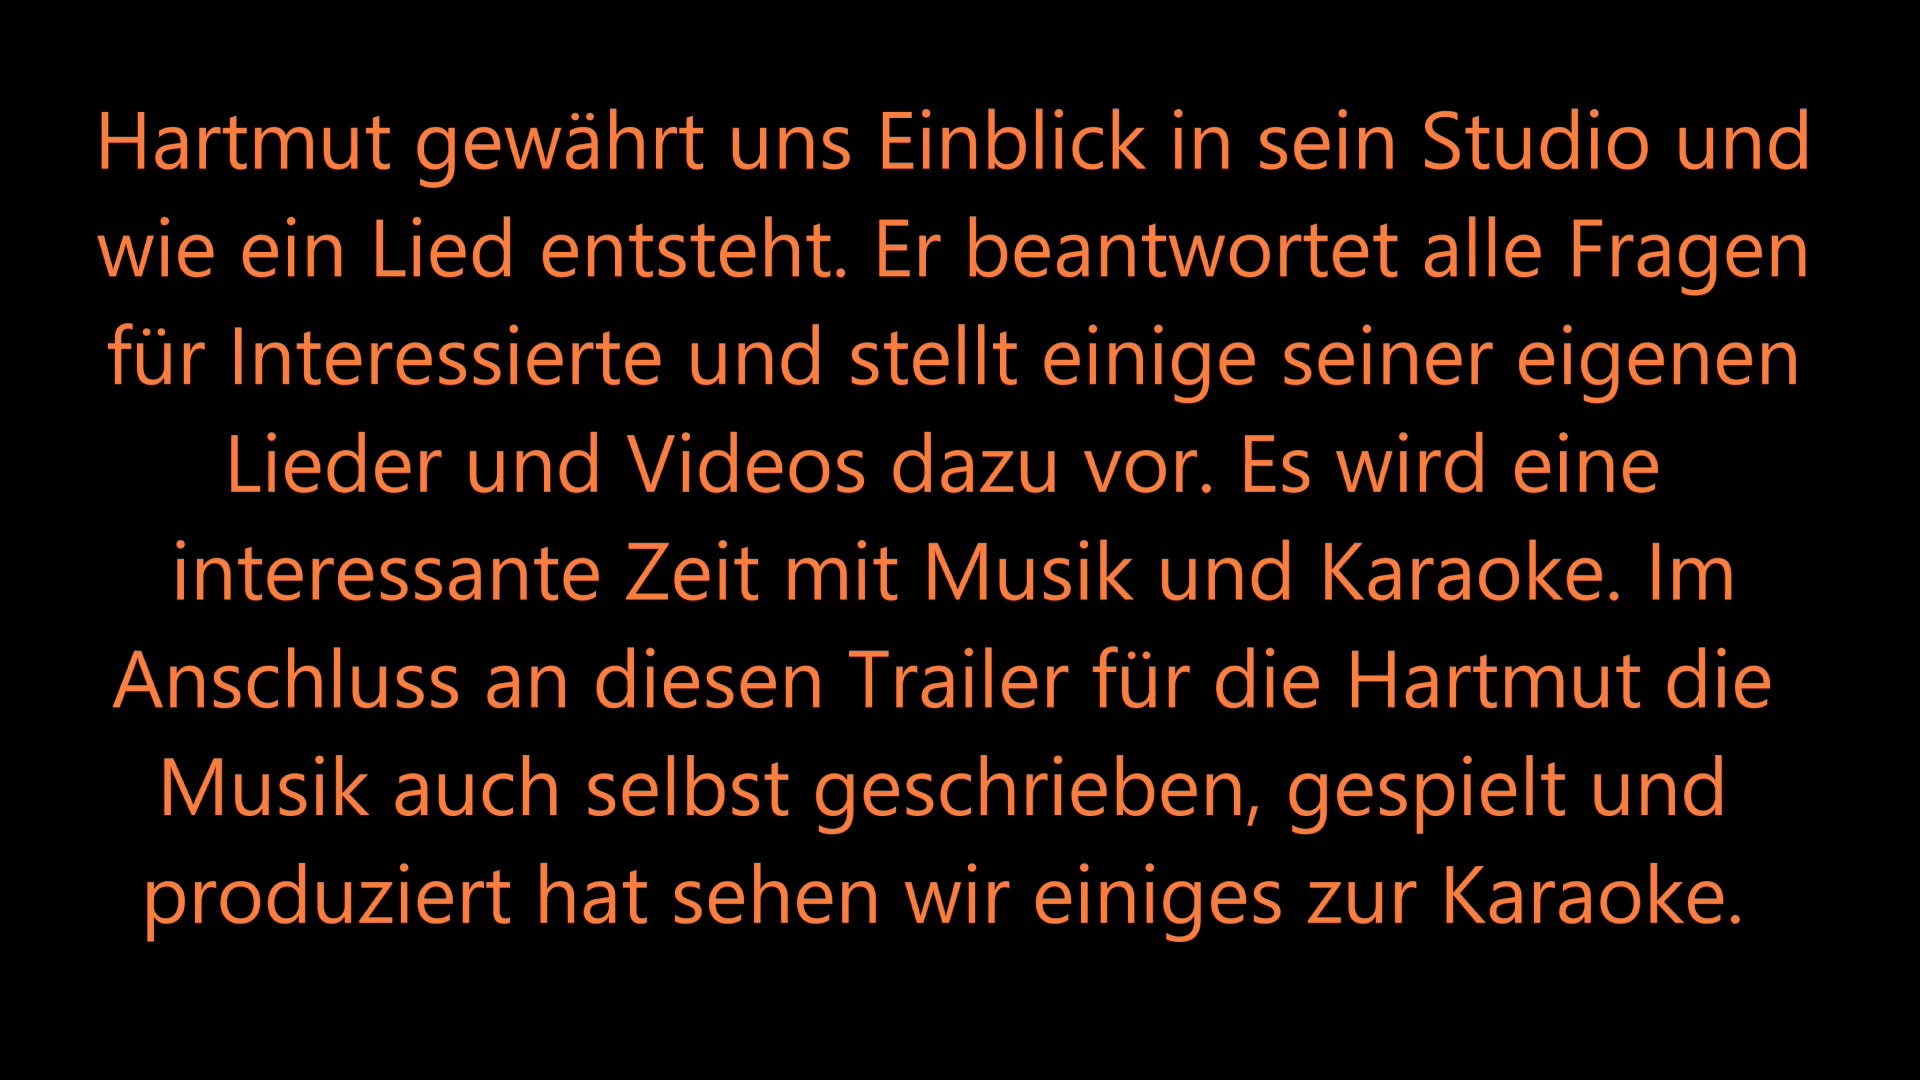 Hartmut gewährt uns Einblick in sein Studio und
wie ein Lied entsteht. Er beantwortet alle Fragen
für Interessierte und stellt einige seiner eigenen
Lieder und Videos dazu vor. Es wird eine
interessante Zeit mit Musik und Karaoke. Im
Anschluss an diesen Trailer für die Hartmut die
Musik auch selbst geschrieben, gespielt und
produziert hat sehen wir einiges zur Karaoke.